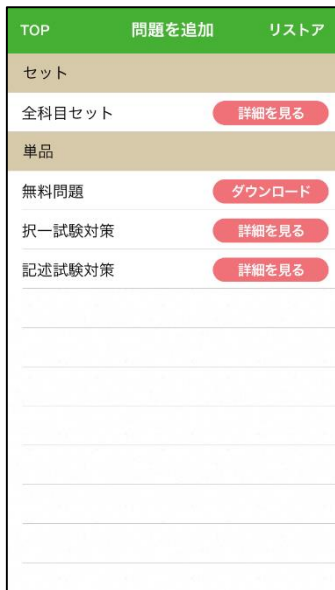 TOP 問題を追加 リストア
セット
全科目セット 詳細を見る
単品
無料問題 ダウンロード
択一試験対策 詳細を見る
記述試験対策 詳細を見る